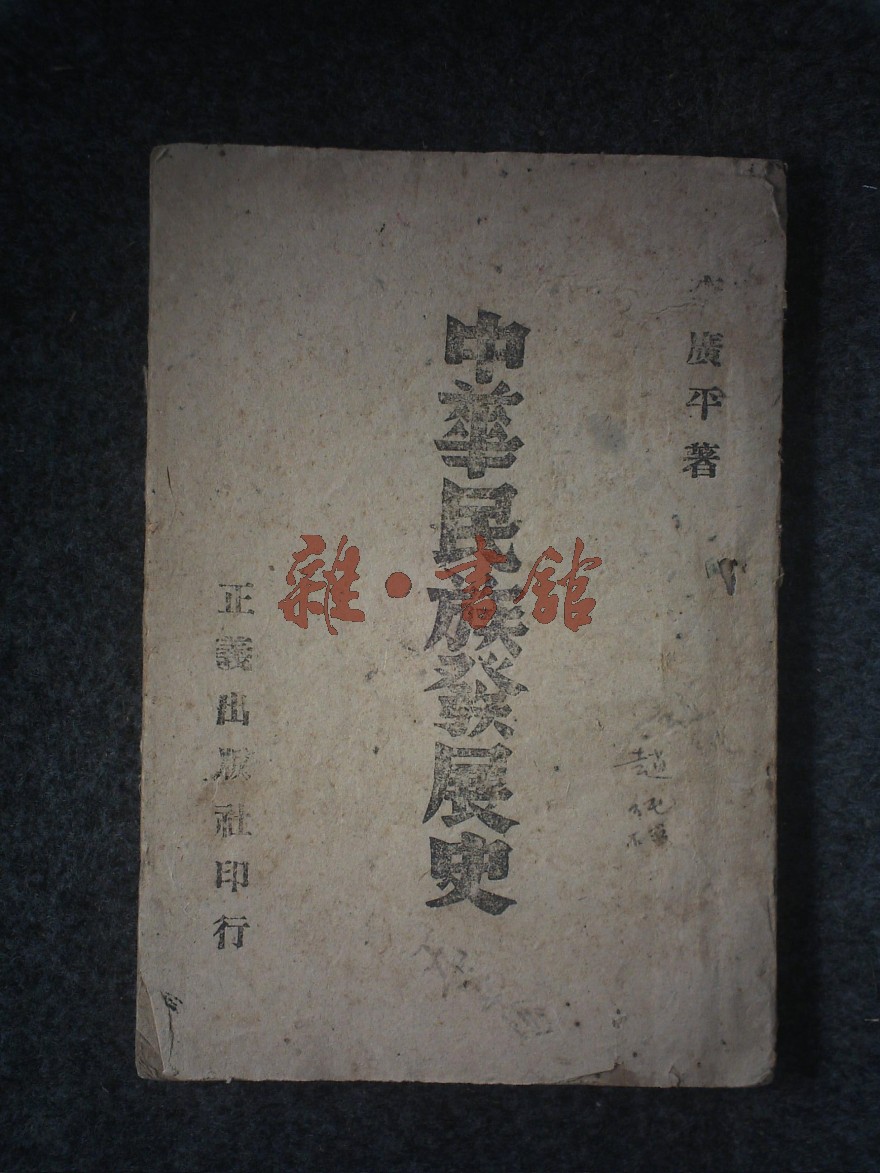 廣平著
中華民族發展史
正義出版社印行
趙
雜·書館